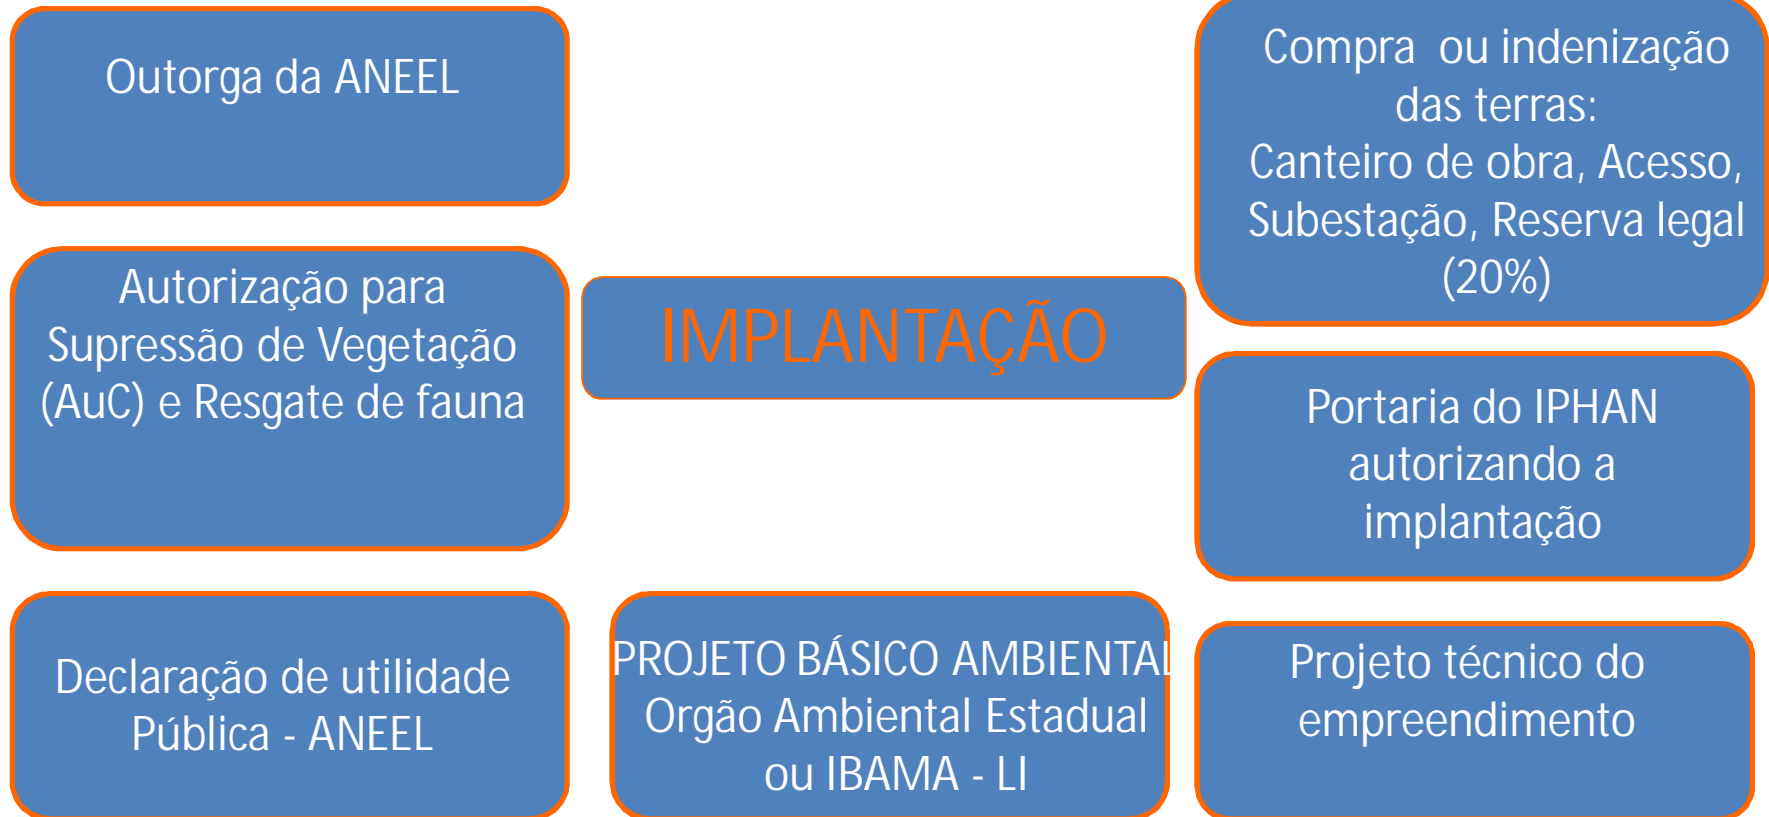 Outorga da ANEEL
Autorização para
Supressão de Vegetação
(AuC) e Resgate de fauna
Declaração de utilidade
Pública - ANEEL
IMPLANTAÇÃO
PROJETO BÁSICO AMBIENTAL
Orgão Ambiental Estadual
ou IBAMA - LI
Compra ou indenização
das terras:
Canteiro de obra, Acesso,
Subestação, Reserva legal
(20%)
Portaria do IPHAN
autorizando a
implantação
Projeto técnico do
empreendimento